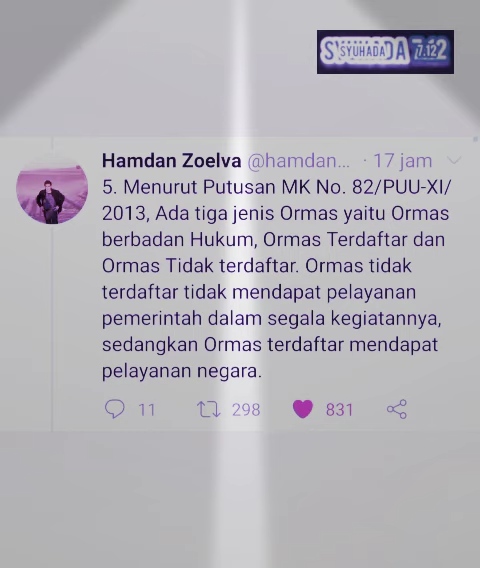 SYUHADA 7.12
Hamdan Zoelva @hamdan... · 17 jam
5. Menurut Putusan MK No. 82/PUU-XI/
2013, Ada tiga jenis Ormas yaitu Ormas
berbadan Hukum, Ormas Terdaftar dan
Ormas Tidak terdaftar. Ormas tidak
terdaftar tidak mendapat pelayanan
pemerintah dalam segala kegiatannya,
sedangkan Ormas terdaftar mendapat
pelayanan negara.
11 298 831